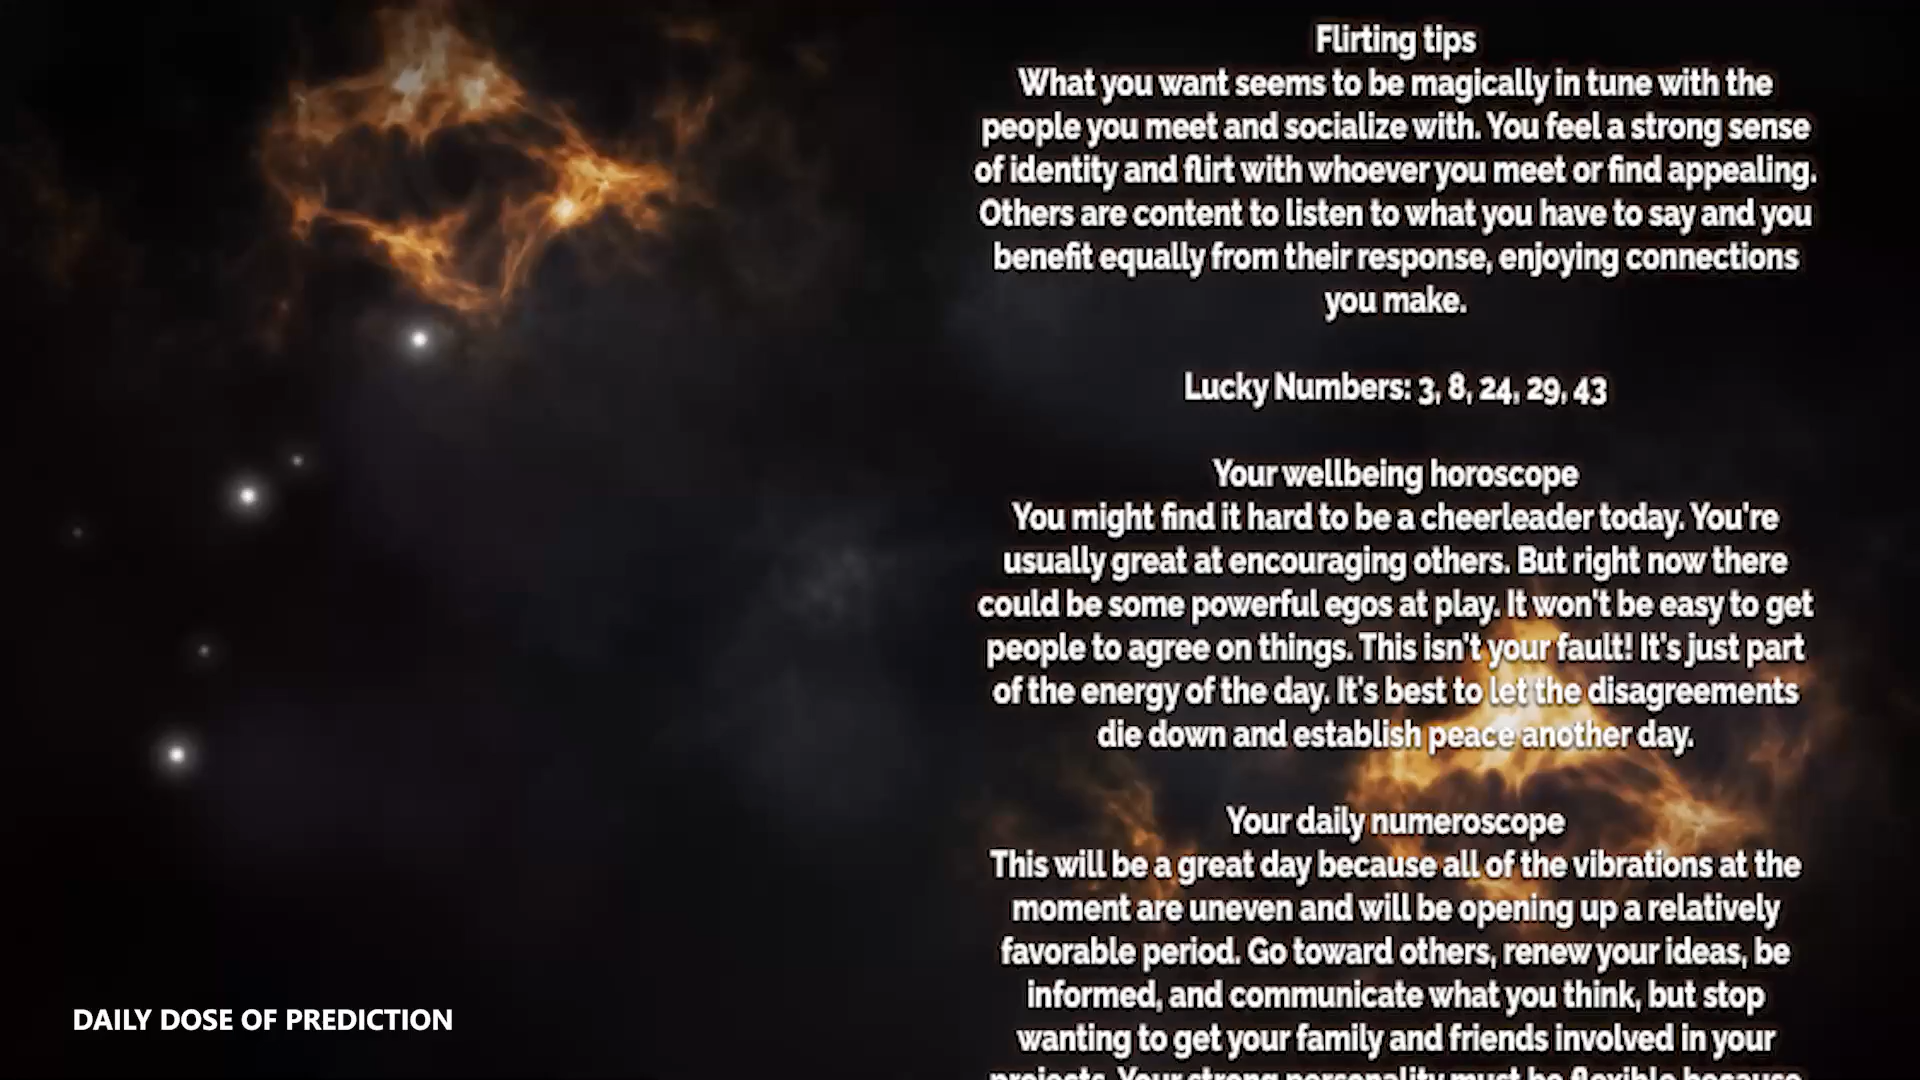 Flirting tips
What you want seems to be magically in tune with the
people you meet and socialize with. You feel a strong sense
of identity and flirt with whoever you meet or find appealing.
Others are content to listen to what you have to say and you
benefit equally from their response, enjoying connections
you make.
Lucky Numbers: 3, 8, 24, 29, 43
Your wellbeing horoscope
You might find it hard to be a cheerleader today. You're
usually great at encouraging others. But right now there
could be some powerful egos at play. It won't be easy to get
people to agree on things. This isn't your fault! It's just part
of the energy of the day. It's best to let the disagreements
die down and establish peace another day.
Your daily numeroscope
This will be a great day because all of the vibrations at the
moment are uneven and will be opening up a relatively
favorable period. Go toward others, renew your ideas, be
informed, and communicate what you think, but stop
wanting to get your family and friends involved in your
projects. Your strong personality must be flexible because
DAILY DOSE OF PREDICTION